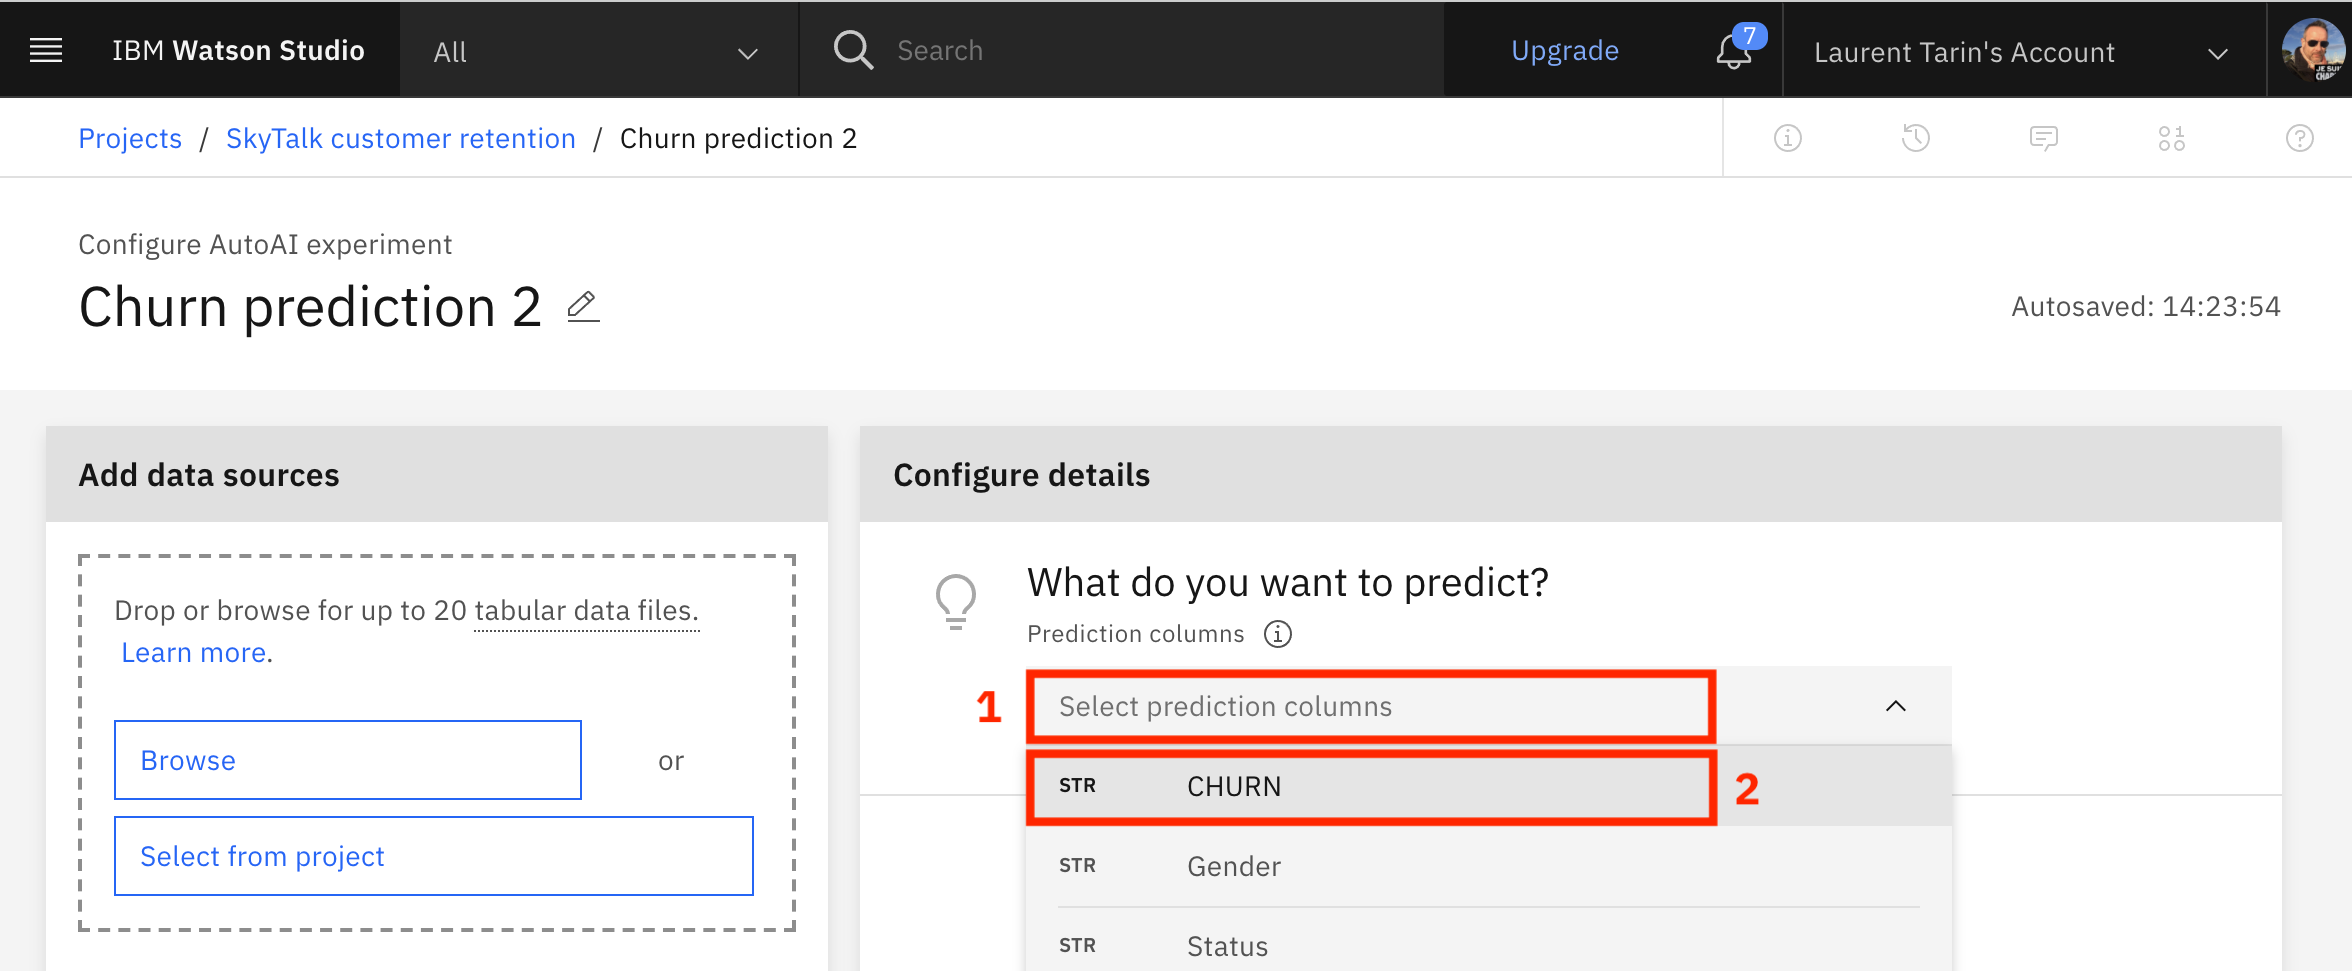 IBM Watson Studio
All
Search
Upgrade
7
Laurent Tarin's Account
JE SUI
Projects / SkyTalk customer retention / Churn prediction 2
Configure AutoAI experiment
Churn prediction 2
Autosaved: 14:23:54
Add data sources
Drop or browse for up to 20 tabular data files.
Learn more.
Browse
or
Select from project
Configure details
What do you want to predict?
Prediction columns
1
Select prediction columns
STR CHURN
2
STR Gender
STR Status